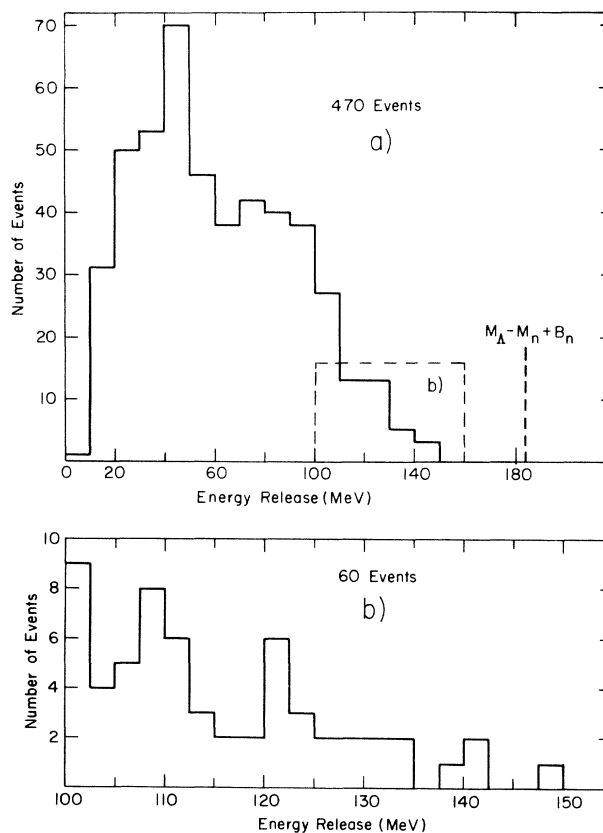 70
60
50
40
30
20
10
Number of Events
470 Events
a)
M_Λ-M_n+B_n
b)
0 20 60 100 140 180
Energy Release (MeV)
10
8
6
4
2
Number of Events
60 Events
b)
100 110 120 130 140 150
Energy Release (MeV)